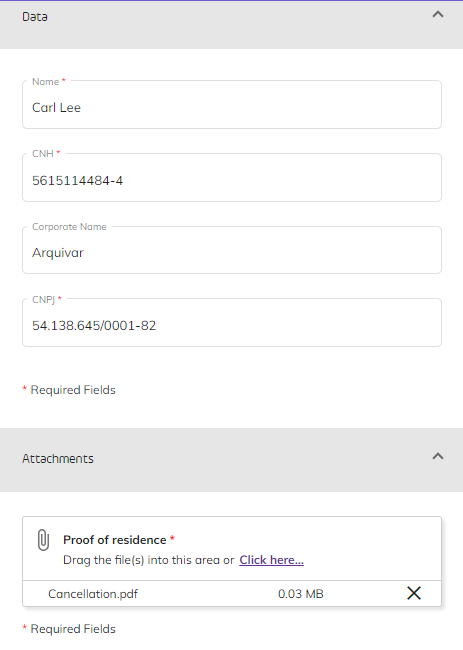 Data
Name *
Carl Lee
CNH *
5615114484-4
Corporate Name
Arquivar
CNPJ *
54.138.645/0001-82
* Required Fields
Attachments
Proof of residence *
Drag the file(s) into this area or Click here...
Cancellation.pdf 0.03 MB
* Required Fields